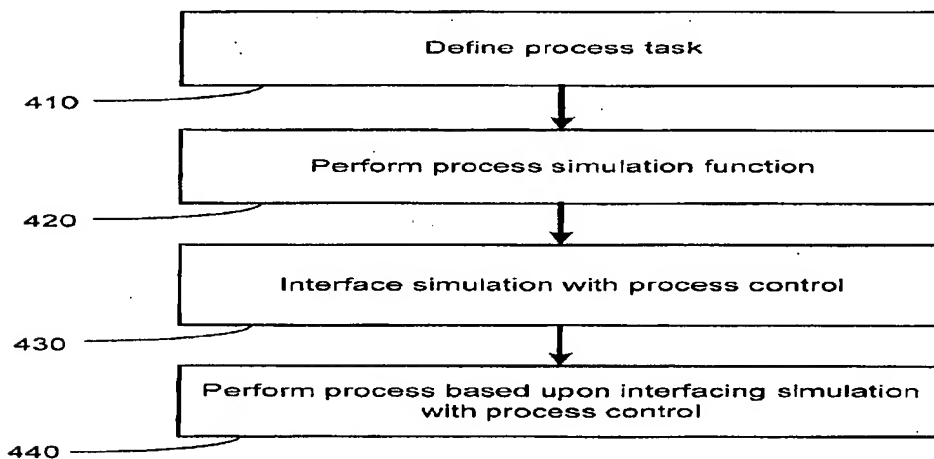 Define process task
410
Perform process simulation function
420
Interface simulation with process control
430
Perform process based upon interfacing simulation
with process control
440